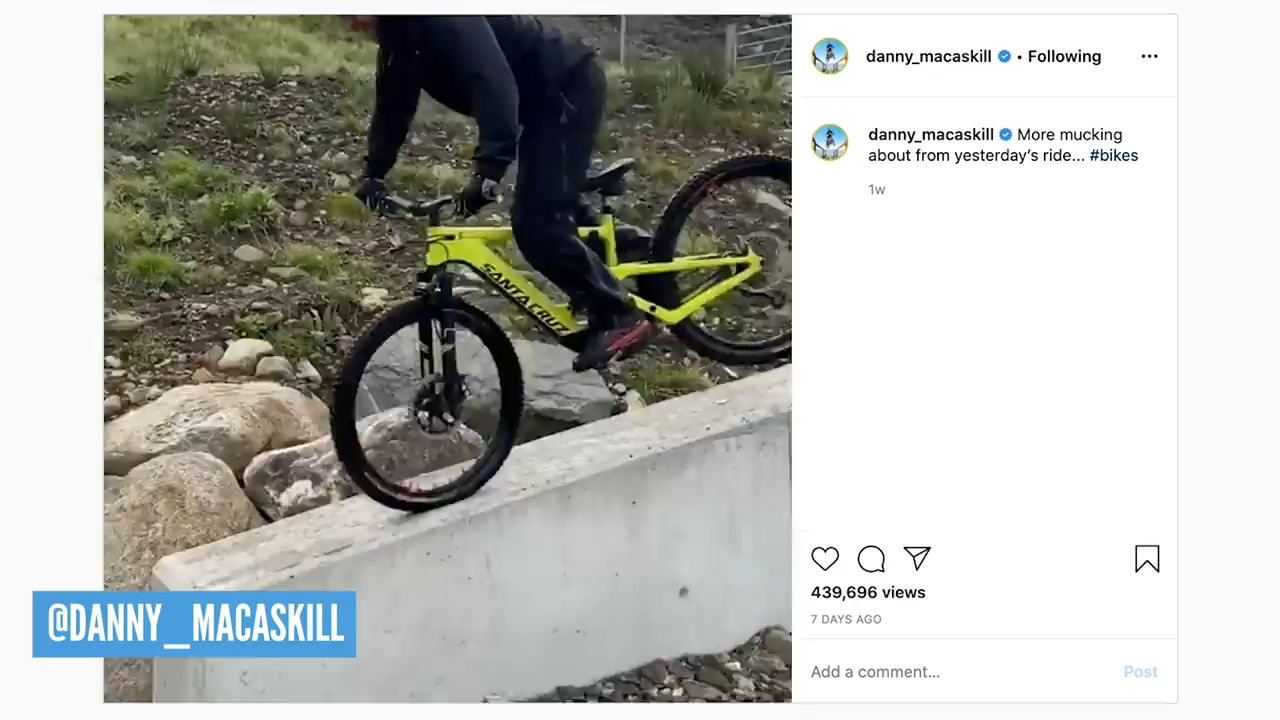 danny_macaskill • Following
danny_macaskill More mucking
about from yesterday's ride... #bikes
1w
SANTA CRUZ
439,696 views
7 DAYS AGO
@DANNY_MACASKILL
Add a comment...
Post